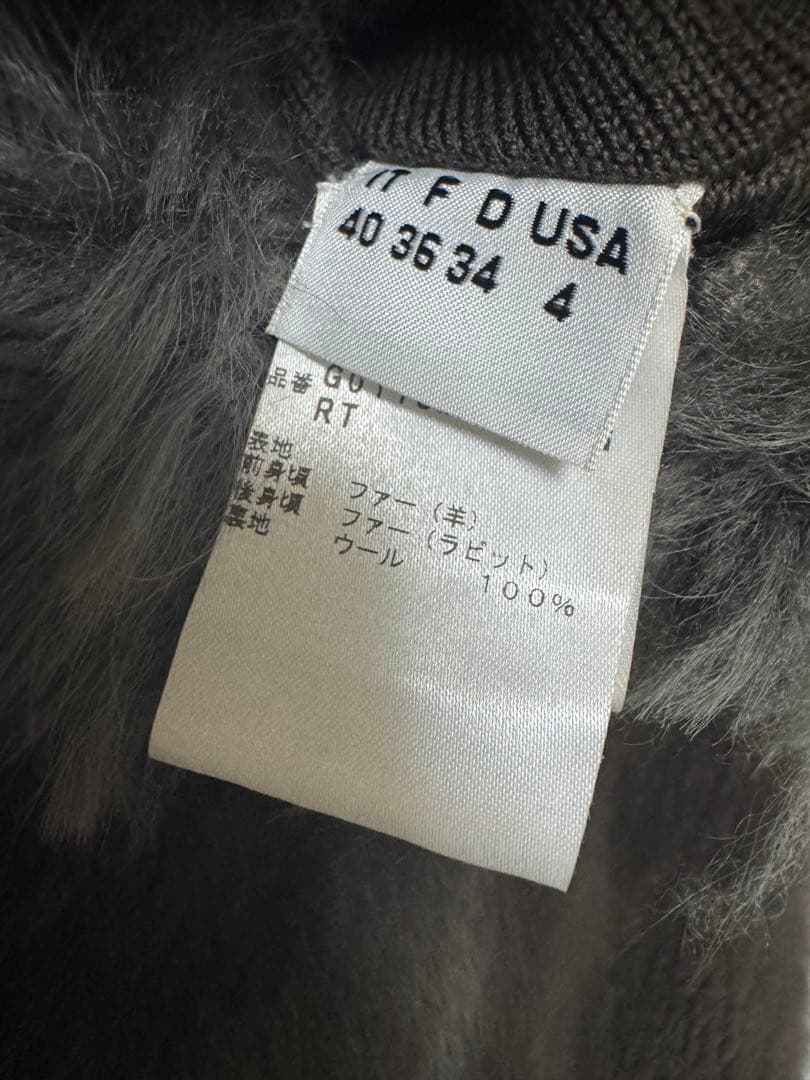 IT F D USA
40 36 34 4
品番
RT
表地
前身頃 ファー(羊)
後身頃 ファー(ラビット)
裏地 ウール 100%